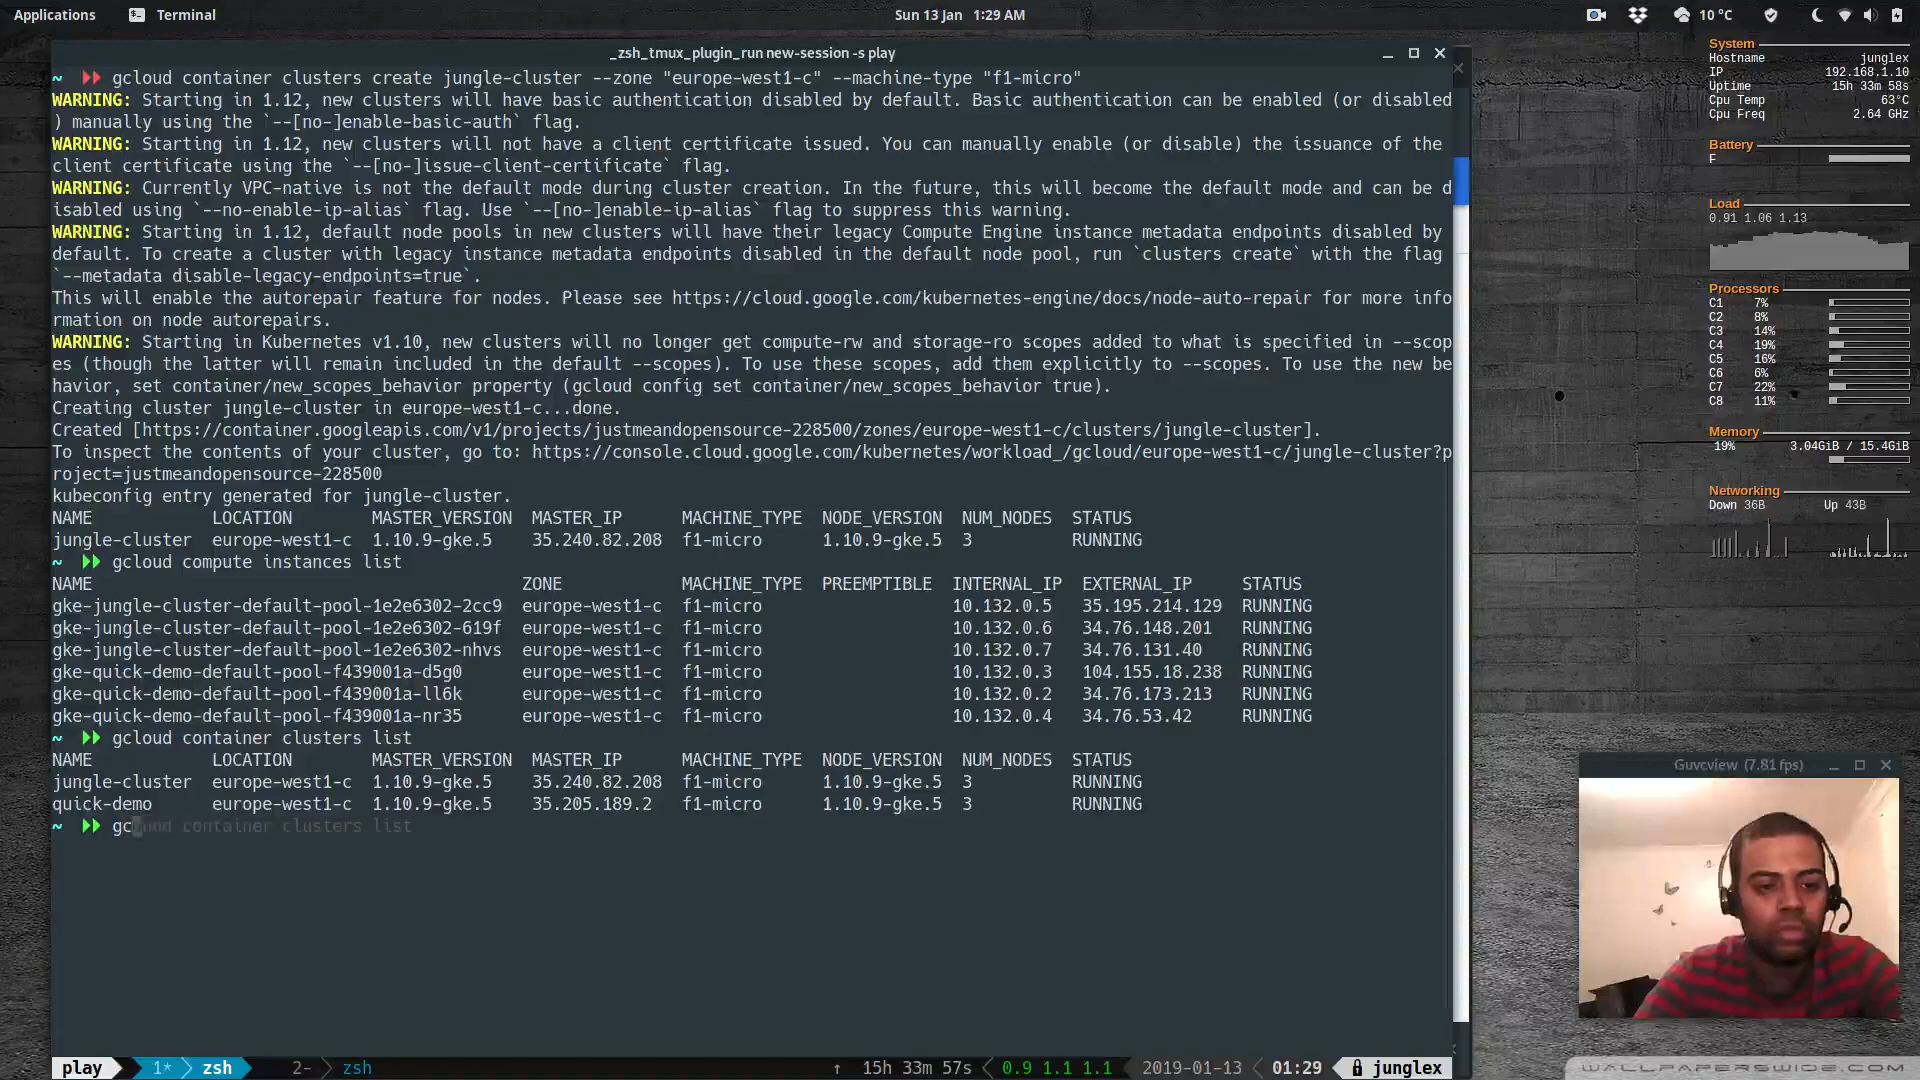 Applications Terminal Sun 13 Jan 1:29 AM 10 °C
_zsh_tmux_plugin_run new-session -s play
~ gcloud container clusters create jungle-cluster --zone "europe-west1-c" --machine-type "f1-micro"
WARNING: Starting in 1.12, new clusters will have basic authentication disabled by default. Basic authentication can be enabled (or disabled
) manually using the `--[no-]enable-basic-auth` flag.
WARNING: Starting in 1.12, new clusters will not have a client certificate issued. You can manually enable (or disable) the issuance of the
client certificate using the `--[no-]issue-client-certificate` flag.
WARNING: Currently VPC-native is not the default mode during cluster creation. In the future, this will become the default mode and can be d
isabled using `--no-enable-ip-alias` flag. Use `--[no-]enable-ip-alias` flag to suppress this warning.
WARNING: Starting in 1.12, default node pools in new clusters will have their legacy Compute Engine instance metadata endpoints disabled by
default. To create a cluster with legacy instance metadata endpoints disabled in the default node pool, run `clusters create` with the flag
`--metadata disable-legacy-endpoints=true`.
This will enable the autorepair feature for nodes. Please see https://cloud.google.com/kubernetes-engine/docs/node-auto-repair for more info
rmation on node autorepairs.
WARNING: Starting in Kubernetes v1.10, new clusters will no longer get compute-rw and storage-ro scopes added to what is specified in --scop
es (though the latter will remain included in the default --scopes). To use these scopes, add them explicitly to --scopes. To use the new be
havior, set container/new_scopes_behavior property (gcloud config set container/new_scopes_behavior true).
Creating cluster jungle-cluster in europe-west1-c...done.
Created [https://container.googleapis.com/v1/projects/justmeandopensource-228500/zones/europe-west1-c/clusters/jungle-cluster].
To inspect the contents of your cluster, go to: https://console.cloud.google.com/kubernetes/workload_/gcloud/europe-west1-c/jungle-cluster?p
roject=justmeandopensource-228500
kubeconfig entry generated for jungle-cluster.
NAME LOCATION MASTER_VERSION MASTER_IP MACHINE_TYPE NODE_VERSION NUM_NODES STATUS
jungle-cluster europe-west1-c 1.10.9-gke.5 35.240.82.208 f1-micro 1.10.9-gke.5 3 RUNNING
~ gcloud compute instances list
NAME ZONE MACHINE_TYPE PREEMPTIBLE INTERNAL_IP EXTERNAL_IP STATUS
gke-jungle-cluster-default-pool-1e2e6302-2cc9 europe-west1-c f1-micro 10.132.0.5 35.195.214.129 RUNNING
gke-jungle-cluster-default-pool-1e2e6302-619f europe-west1-c f1-micro 10.132.0.6 34.76.148.201 RUNNING
gke-jungle-cluster-default-pool-1e2e6302-nhvs europe-west1-c f1-micro 10.132.0.7 34.76.131.40 RUNNING
gke-quick-demo-default-pool-f439001a-d5g0 europe-west1-c f1-micro 10.132.0.3 104.155.18.238 RUNNING
gke-quick-demo-default-pool-f439001a-ll6k europe-west1-c f1-micro 10.132.0.2 34.76.173.213 RUNNING
gke-quick-demo-default-pool-f439001a-nr35 europe-west1-c f1-micro 10.132.0.4 34.76.53.42 RUNNING
~ gcloud container clusters list
NAME LOCATION MASTER_VERSION MASTER_IP MACHINE_TYPE NODE_VERSION NUM_NODES STATUS
jungle-cluster europe-west1-c 1.10.9-gke.5 35.240.82.208 f1-micro 1.10.9-gke.5 3 RUNNING
quick-demo europe-west1-c 1.10.9-gke.5 35.205.189.2 f1-micro 1.10.9-gke.5 3 RUNNING
~ gcloud container clusters list
play 1* zsh 2- zsh ↑ 15h 33m 57s 0.9 1.1 1.1 2019-01-13 01:29 junglex
System
Hostname junglex
IP 192.168.1.10
Uptime 15h 33m 58s
Cpu Temp 63°C
Cpu Freq 2.64 GHz
Battery
F
Load
0.91 1.06 1.13
Processors
C1 7%
C2 8%
C3 14%
C4 19%
C5 16%
C6 6%
C7 22%
C8 11%
Memory
19% 3.04GiB / 15.4GiB
Networking
Down 36B Up 43B
Guvcview (7.81 fps)
WALLPAPERSWIDE.COM